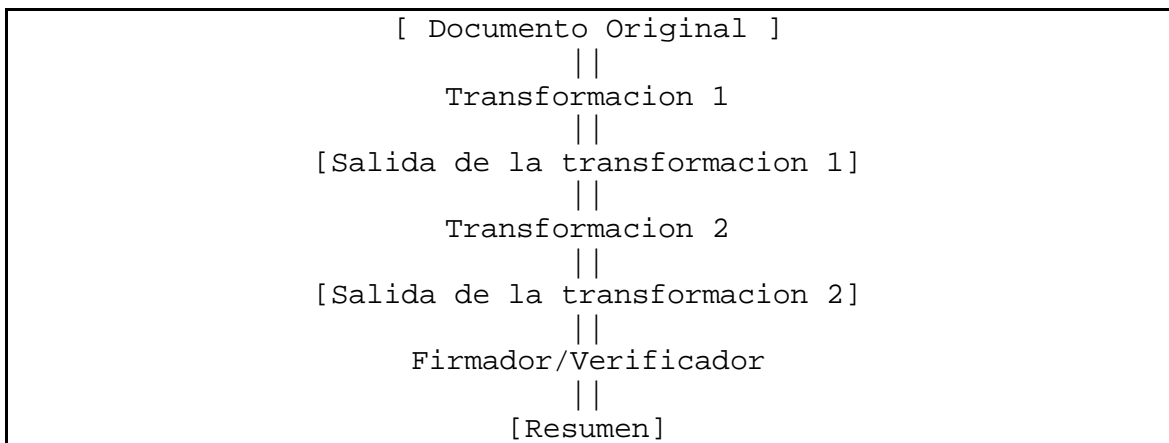 [ Documento Original ]
||
Transformacion 1
||
[Salida de la transformacion 1]
||
Transformacion 2
||
[Salida de la transformacion 2]
||
Firmador/Verificador
||
[Resumen]